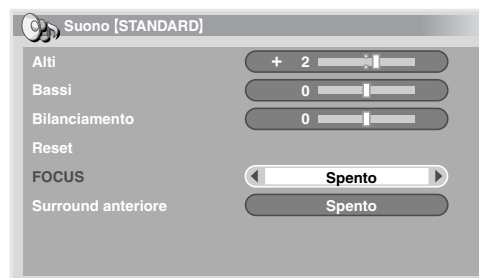 Suono [STANDARD]
Alti + 2
Bassi 0
Bilanciamento 0
Reset
FOCUS Spento
Surround anteriore Spento